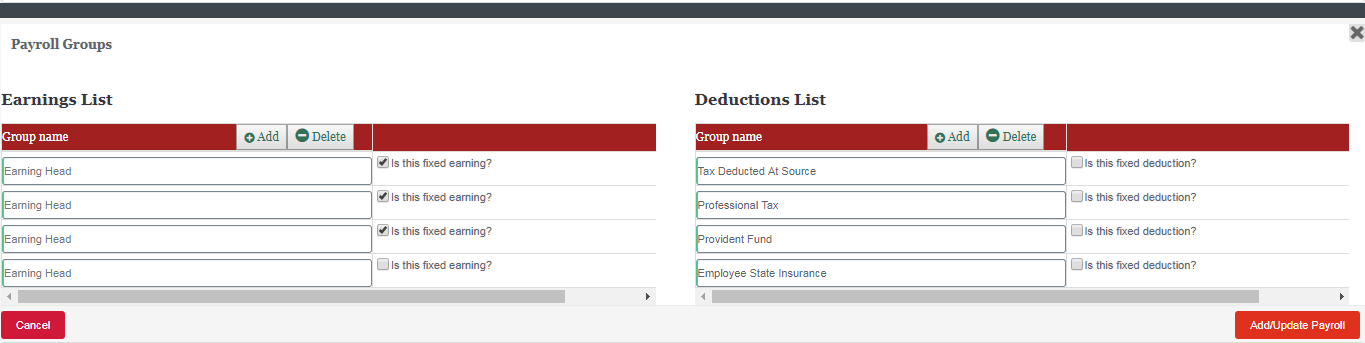 Payroll Groups
Earnings List
Group name Add Delete
Earning Head Is this fixed earning?
Earning Head Is this fixed earning?
Earning Head Is this fixed earning?
Earning Head Is this fixed earning?
Deductions List
Group name Add Delete
Tax Deducted At Source Is this fixed deduction?
Professional Tax Is this fixed deduction?
Provident Fund Is this fixed deduction?
Employee State Insurance Is this fixed deduction?
Cancel
Add/Update Payroll